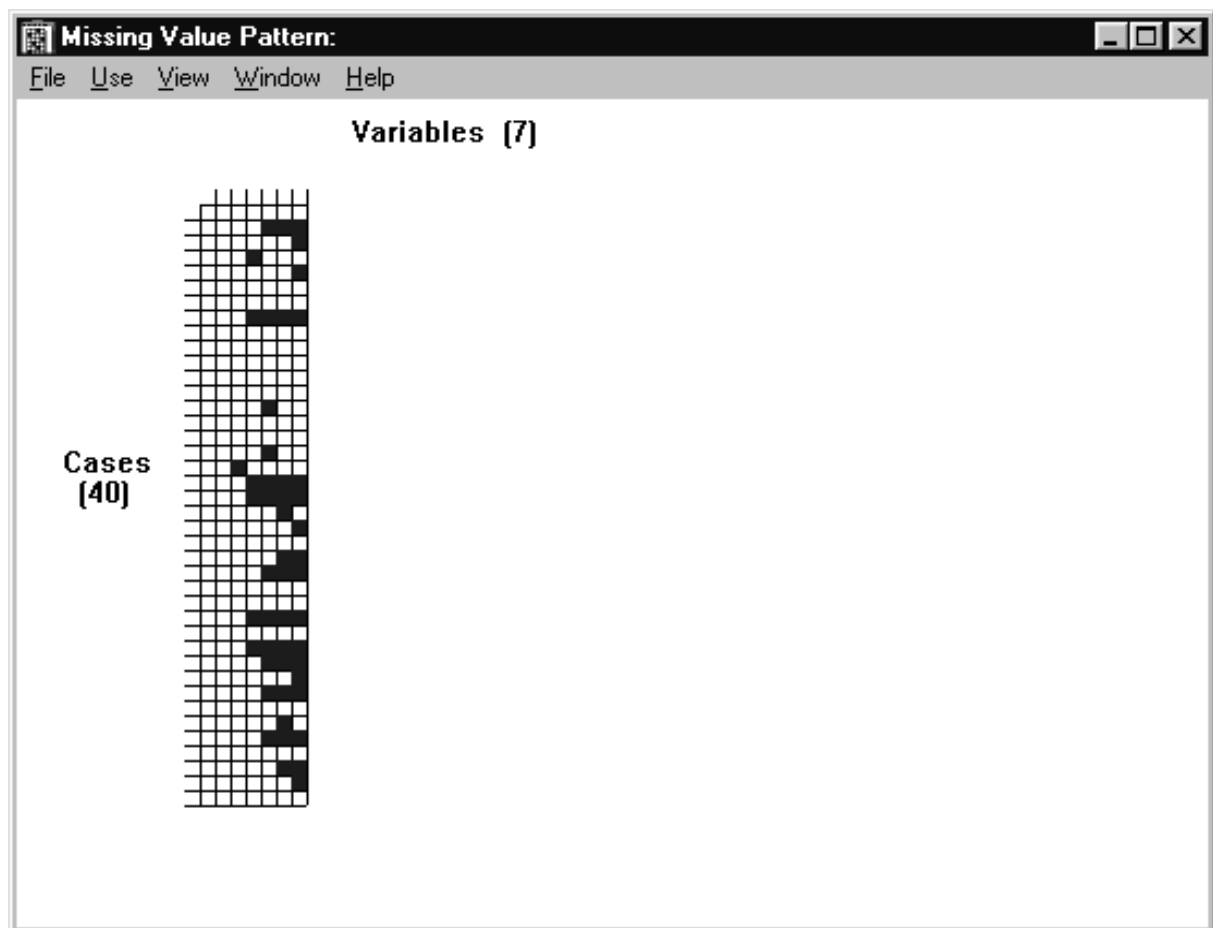 Missing Value Pattern:
File Use View Window Help
Variables (7)
Cases
(40)